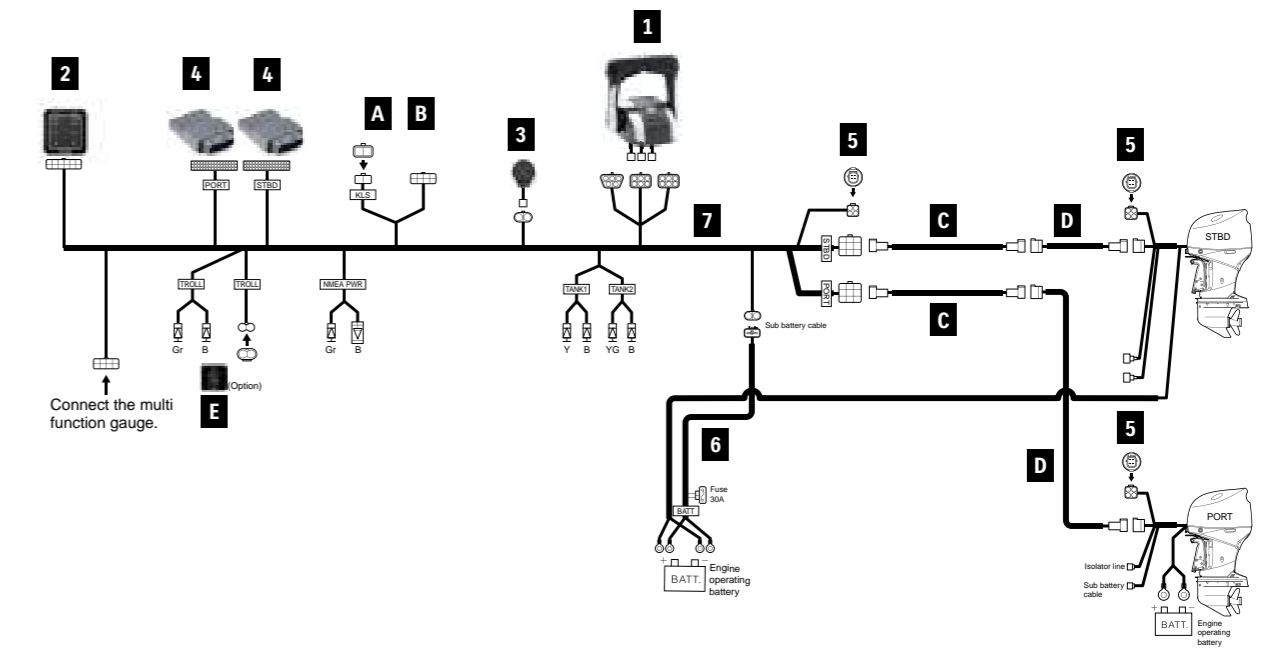 1
2
4
4
A
B
3
5
5
KLS
PORT
STBD
7
C
D
STBD
STBD
TROLL
TROLL
NMEA PWR
TANK1
TANK2
PORT
C
Gr
B
Gr
B
Y
B
YG
B
Sub battery cable
(Option)
E
Connect the multi
function gauge.
6
5
D
Fuse
30A
BATT
PORT
+
−
BATT.
Engine
operating
battery
Isolator line
Sub battery
cable
+
−
BATT.
Engine
operating
battery